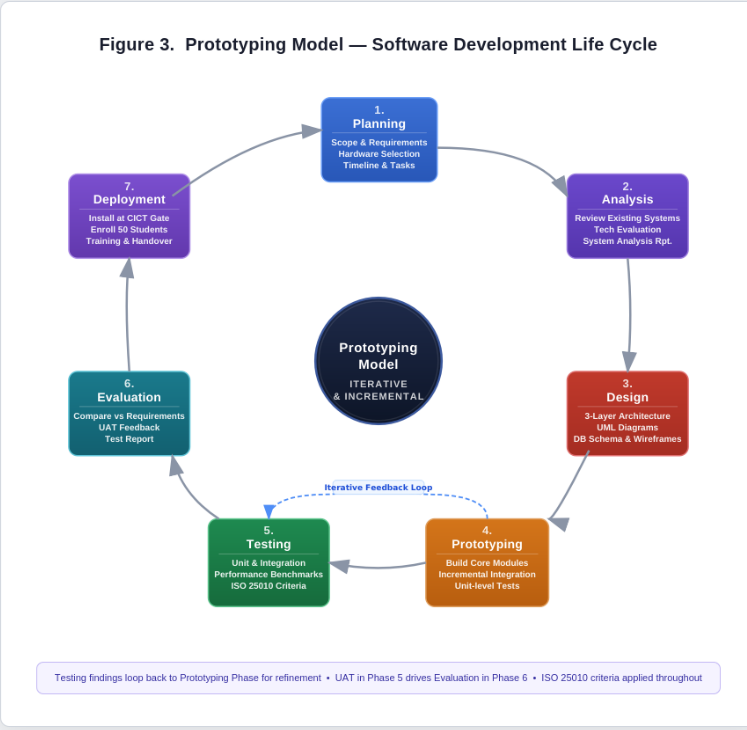 Figure 3. Prototyping Model — Software Development Life Cycle
1.
Planning
Scope & Requirements
Hardware Selection
Timeline & Tasks
2.
Analysis
Review Existing Systems
Tech Evaluation
System Analysis Rpt.
3.
Design
3-Layer Architecture
UML Diagrams
DB Schema & Wireframes
4.
Prototyping
Build Core Modules
Incremental Integration
Unit-level Tests
5.
Testing
Unit & Integration
Performance Benchmarks
ISO 25010 Criteria
6.
Evaluation
Compare vs Requirements
UAT Feedback
Test Report
7.
Deployment
Install at CICT Gate
Enroll 50 Students
Training & Handover
Prototyping
Model
ITERATIVE
& INCREMENTAL
Iterative Feedback Loop
Testing findings loop back to Prototyping Phase for refinement • UAT in Phase 5 drives Evaluation in Phase 6 • ISO 25010 criteria applied throughout